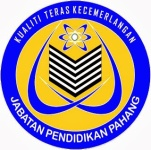 KUALITI TERAS KECEMERLANGAN
JABATAN PENDIDIKAN PAHANG